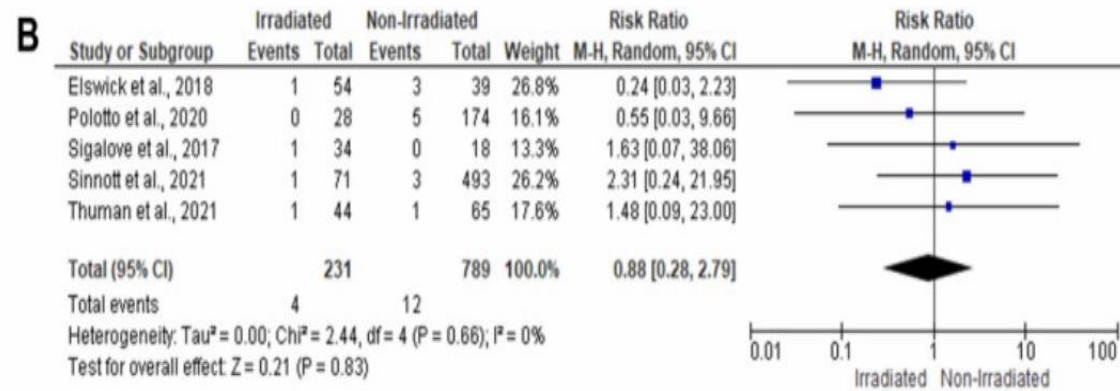 B
Irradiated Non-Irradiated Risk Ratio Risk Ratio
Study or Subgroup Events Total Events Total Weight M-H, Random, 95% CI M-H, Random, 95% CI
Elswick et al., 2018 1 54 3 39 26.8% 0.24 [0.03, 2.23]
Polotto et al., 2020 0 28 5 174 16.1% 0.55 [0.03, 9.66]
Sigalove et al., 2017 1 34 0 18 13.3% 1.63 [0.07, 38.06]
Sinnott et al., 2021 1 71 3 493 26.2% 2.31 [0.24, 21.95]
Thuman et al., 2021 1 44 1 65 17.6% 1.48 [0.09, 23.00]
Total (95% CI) 231 789 100.0% 0.88 [0.28, 2.79]
Total events 4 12
Heterogeneity: Tau² = 0.00; Chi² = 2.44, df = 4 (P = 0.66); I² = 0%
Test for overall effect: Z = 0.21 (P = 0.83)
0.01 0.1 1 10 100
Irradiated Non-Irradiated